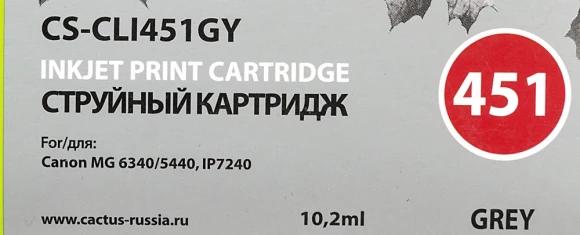 CS-CLI451GY
INKJET PRINT CARTRIDGE
СТРУЙНЫЙ КАРТРИДЖ
451
For/для:
Canon MG 6340/5440, IP7240
www.cactus-russia.ru
10,2ml
GREY